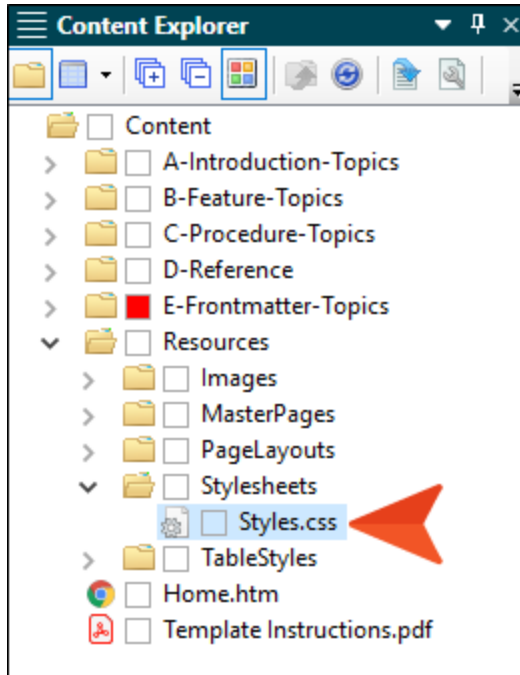 Content Explorer
Content
A-Introduction-Topics
B-Feature-Topics
C-Procedure-Topics
D-Reference
E-Frontmatter-Topics
Resources
Images
MasterPages
PageLayouts
Stylesheets
Styles.css
TableStyles
Home.htm
Template Instructions.pdf